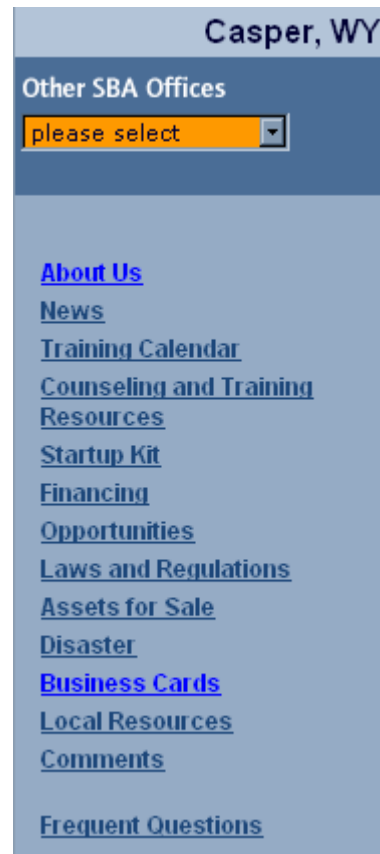 Casper, WY
Other SBA Offices
please select
About Us
News
Training Calendar
Counseling and Training
Resources
Startup Kit
Financing
Opportunities
Laws and Regulations
Assets for Sale
Disaster
Business Cards
Local Resources
Comments
Frequent Questions